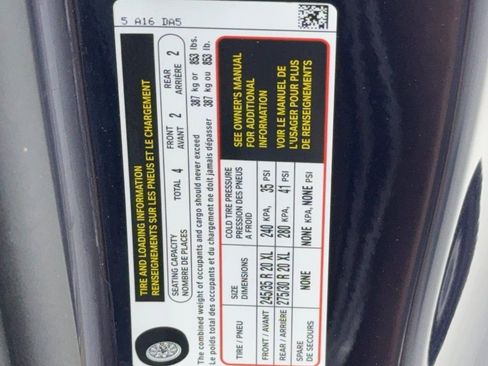 5 A16 DA5
TIRE AND LOADING INFORMATION
RENSEIGNEMENTS SUR LES PNEUS ET LE CHARGEMENT
SEATING CAPACITY
NOMBRE DE PLACES
TOTAL 4
FRONT 2
AVANT
REAR 2
ARRIÈRE
The combined weight of occupants and cargo should never exceed 387 kg or 853 lbs.
Le poids total des occupants et du chargement ne doit jamais dépasser 387 kg ou 853 lb.
TIRE / PNEU
SIZE
DIMENSIONS
COLD TIRE PRESSURE
PRESSION DES PNEUS
A FROID
FRONT / AVANT 245/35 R 20 XL 240 KPA, 35 PSI
REAR / ARRIÈRE 275/30 R 20 XL 280 KPA, 41 PSI
SPARE
DE SECOURS
NONE
NONE KPA, NONE PSI
SEE OWNER'S MANUAL
FOR ADDITIONAL
INFORMATION
VOIR LE MANUEL DE
L'USAGER POUR PLUS
DE RENSEIGNEMENTS